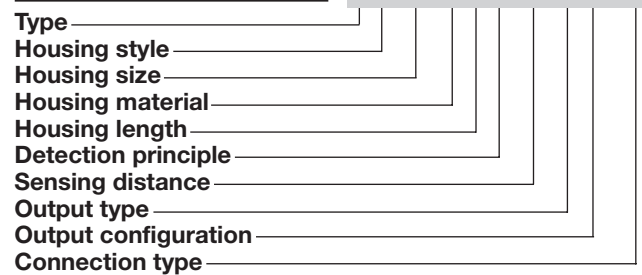 Type
Housing style
Housing size
Housing material
Housing length
Detection principle
Sensing distance
Output type
Output configuration
Connection type